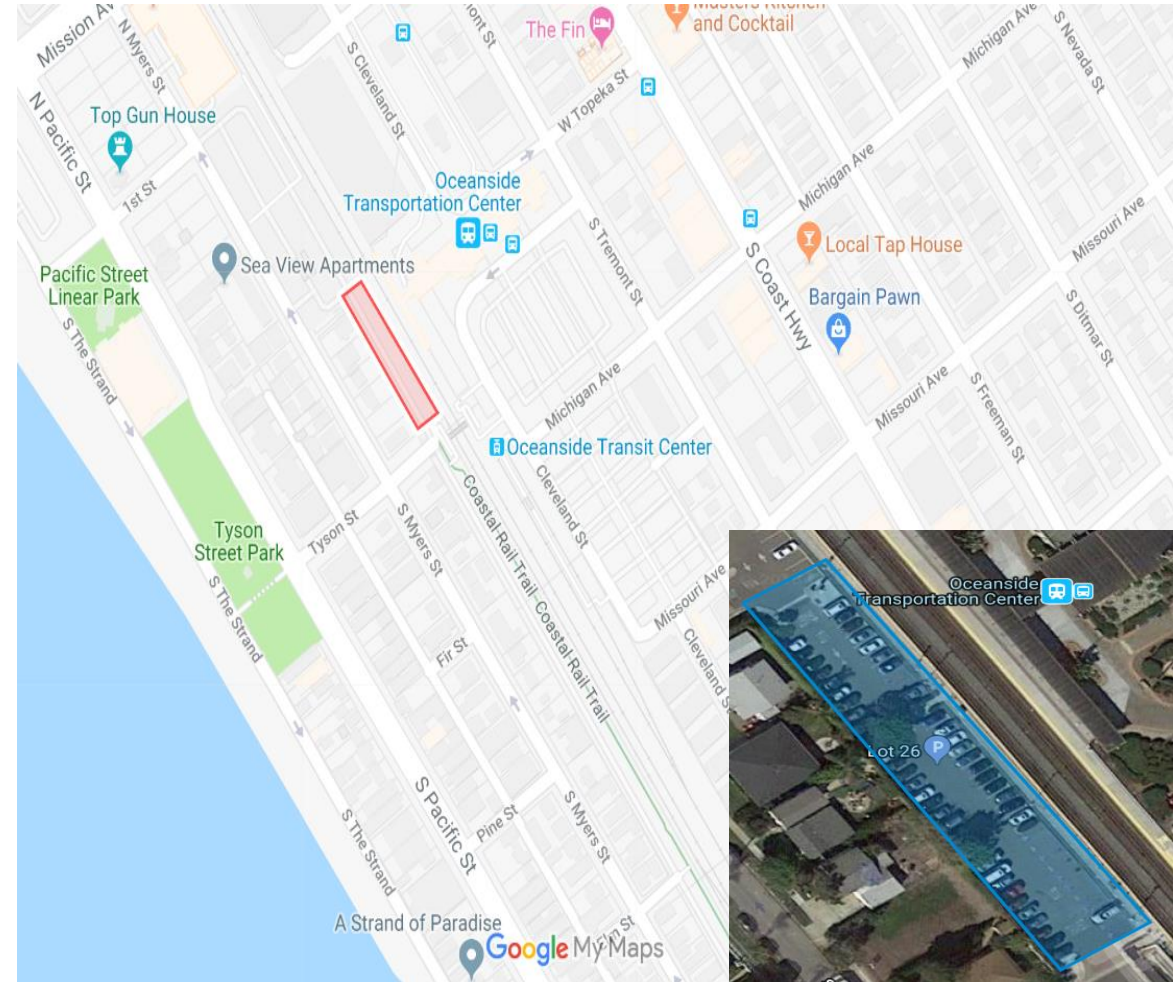 Mission Av
N Myers St
N Pacific St
Top Gun House
1st St
S Cleveland St
mont St
The Fin
Masters Kitchen
and Cocktail
W Topeka St
Michigan Ave
S Nevada St
Oceanside
Transportation Center
Michigan Ave
Missouri Ave
Sea View Apartments
Pacific Street
Linear Park
S The Strand
S Tremont St
S Coast Hwy
Local Tap House
Bargain Pawn
S Ditmar St
Michigan Ave
Missouri Ave
S Freeman St
Oceanside Transit Center
Cleveland St
Coastal Rail Trail
Coastal Rail Trail
Tyson
Street Park
Tyson St
S Myers St
S The Strand
Fir St
Missouri Ave
Cleveland S
S Pacific St
Pine St
S Myers St
S The Strand
A Strand of Paradise
Google My Maps
Oceanside
Transportation Center
Lot 26
P